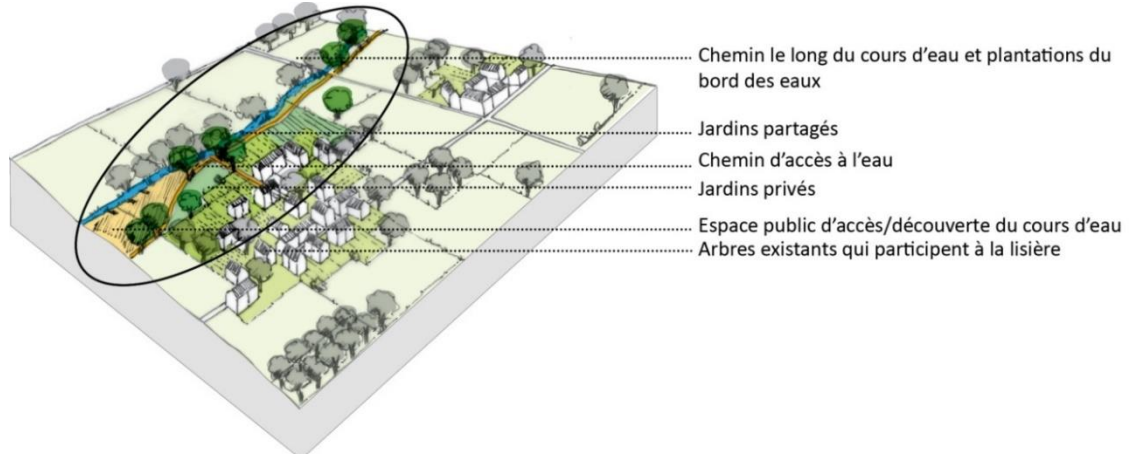 Chemin le long du cours d’eau et plantations du
bord des eaux
Jardins partagés
Chemin d’accès à l’eau
Jardins privés
Espace public d’accès/découverte du cours d’eau
Arbres existants qui participent à la lisière